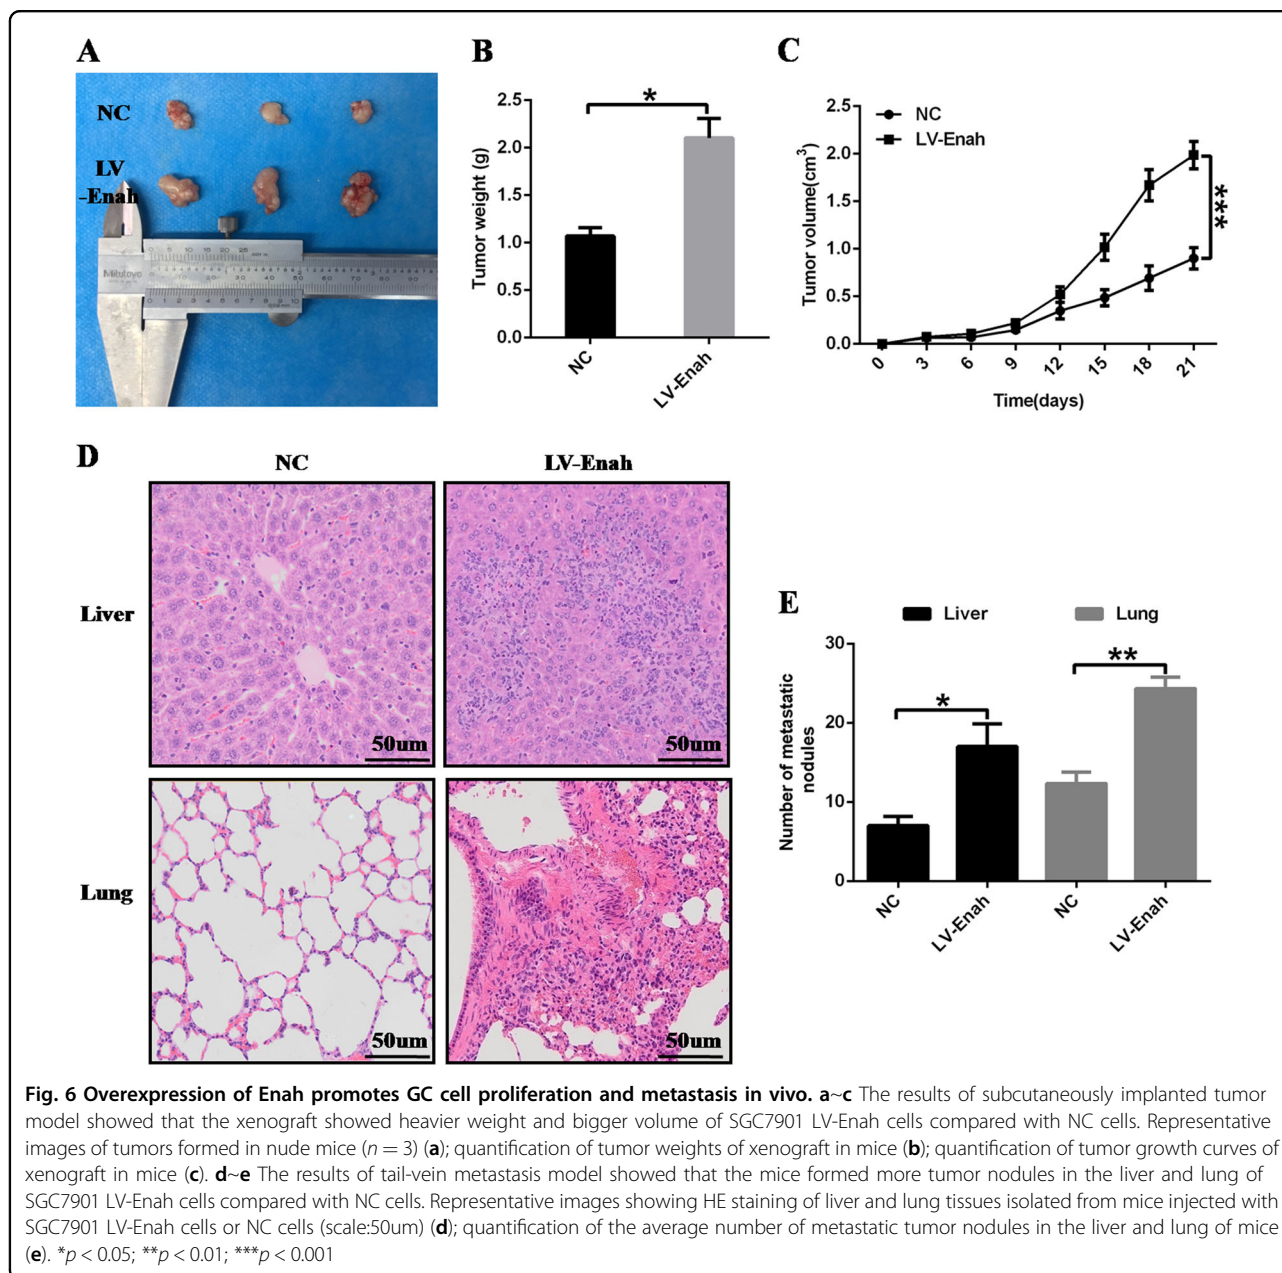 A
NC
LV
-Enah
Mitutoyo
B
*
2.5
2.0
1.5
1.0
0.5
0.0
Tumor weight (g)
NC
LV-Enah
C
NC
LV-Enah
2.5
2.0
1.5
1.0
0.5
0.0
Tumor volume(cm³)
***
0 3 6 9 12 15 18 21
Time(days)
D
NC LV-Enah
Liver
50um 50um
Lung
50um 50um
E
Liver Lung
30
20
10
0
Number of metastatic
nodules
* **
NC LV-Enah NC LV-Enah
Fig. 6 Overexpression of Enah promotes GC cell proliferation and metastasis in vivo. a~c The results of subcutaneously implanted tumor
model showed that the xenograft showed heavier weight and bigger volume of SGC7901 LV-Enah cells compared with NC cells. Representative
images of tumors formed in nude mice (n = 3) (a); quantification of tumor weights of xenograft in mice (b); quantification of tumor growth curves of
xenograft in mice (c). d~e The results of tail-vein metastasis model showed that the mice formed more tumor nodules in the liver and lung of
SGC7901 LV-Enah cells compared with NC cells. Representative images showing HE staining of liver and lung tissues isolated from mice injected with
SGC7901 LV-Enah cells or NC cells (scale:50um) (d); quantification of the average number of metastatic tumor nodules in the liver and lung of mice
(e). *p < 0.05; **p < 0.01; ***p < 0.001